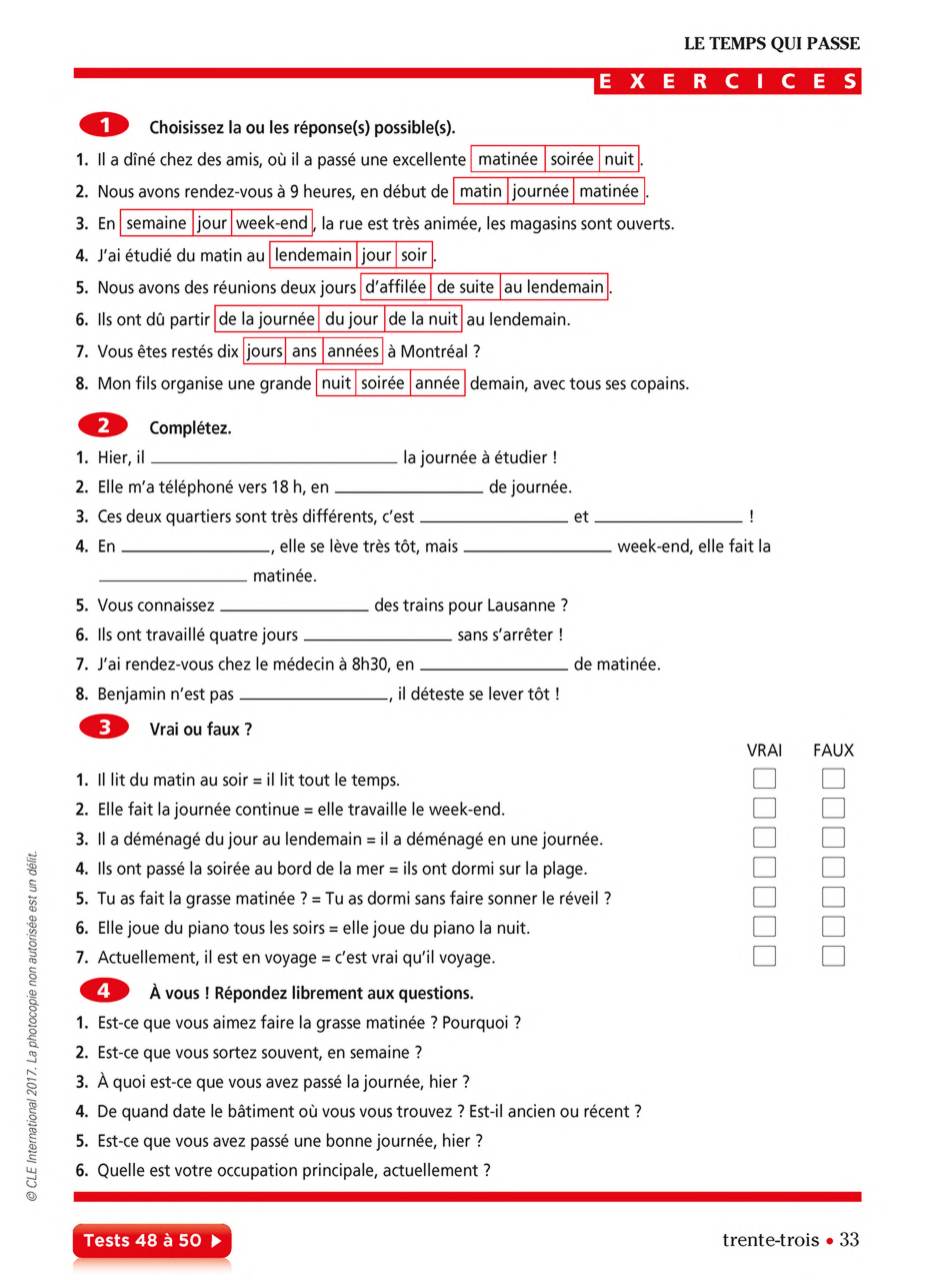 LE TEMPS QUI PASSE
EXERCICES
1 Choisissez la ou les réponse(s) possible(s).
1. Il a dîné chez des amis, où il a passé une excellente matinée soirée nuit.
2. Nous avons rendez-vous à 9 heures, en début de matin journée matinée.
3. En semaine jour week-end, la rue est très animée, les magasins sont ouverts.
4. J'ai étudié du matin au lendemain jour soir.
5. Nous avons des réunions deux jours d'affilée de suite au lendemain.
6. Ils ont dû partir de la journée du jour de la nuit au lendemain.
7. Vous êtes restés dix jours ans années à Montréal ?
8. Mon fils organise une grande nuit soirée année demain, avec tous ses copains.
2 Complétez.
1. Hier, il ____ la journée à étudier !
2. Elle m'a téléphoné vers 18 h, en ____ de journée.
3. Ces deux quartiers sont très différents, c'est ____ et ____ !
4. En ____, elle se lève très tôt, mais ____ week-end, elle fait la
____ matinée.
5. Vous connaissez ____ des trains pour Lausanne ?
6. Ils ont travaillé quatre jours ____ sans s'arrêter !
7. J'ai rendez-vous chez le médecin à 8h30, en ____ de matinée.
8. Benjamin n'est pas ____, il déteste se lever tôt !
3 Vrai ou faux ?
VRAI FAUX
1. Il lit du matin au soir = il lit tout le temps.
2. Elle fait la journée continue = elle travaille le week-end.
3. Il a déménagé du jour au lendemain = il a déménagé en une journée.
4. Ils ont passé la soirée au bord de la mer = ils ont dormi sur la plage.
5. Tu as fait la grasse matinée ? = Tu as dormi sans faire sonner le réveil ?
6. Elle joue du piano tous les soirs = elle joue du piano la nuit.
7. Actuellement, il est en voyage = c'est vrai qu'il voyage.
4 À vous ! Répondez librement aux questions.
1. Est-ce que vous aimez faire la grasse matinée ? Pourquoi ?
2. Est-ce que vous sortez souvent, en semaine ?
3. À quoi est-ce que vous avez passé la journée, hier ?
4. De quand date le bâtiment où vous vous trouvez ? Est-il ancien ou récent ?
5. Est-ce que vous avez passé une bonne journée, hier ?
6. Quelle est votre occupation principale, actuellement ?
© CLE International 2017. La photocopie non autorisée est un délit.
Tests 48 à 50
trente-trois • 33